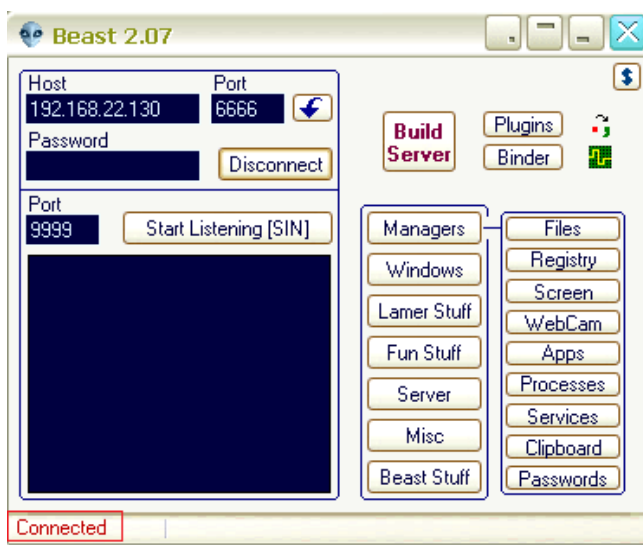 Beast 2.07
Host
Port
192.168.22.130
6666
Password
Disconnect
Port
9999
Start Listening [SIN]
Build
Server
Plugins
Binder
$
Managers
Windows
Lamer Stuff
Fun Stuff
Server
Misc
Beast Stuff
Files
Registry
Screen
WebCam
Apps
Processes
Services
Clipboard
Passwords
Connected